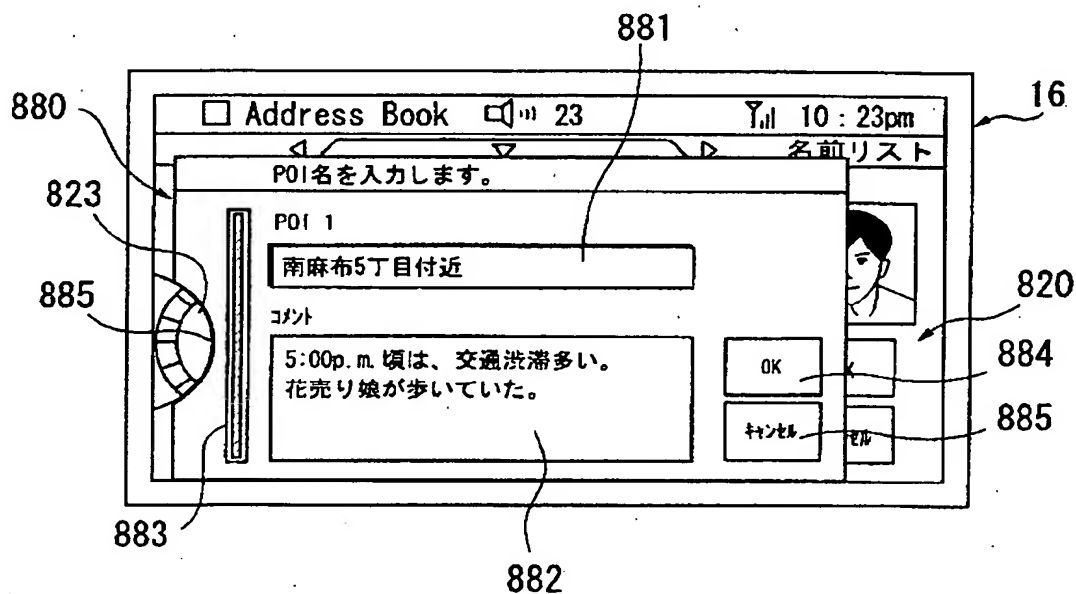 881
880
16
□ Address Book 23 10:23pm
名前リスト
823
POI名を入力します。
POI 1
南麻布5丁目付近
885
820
コメント
5:00p.m.頃は、交通渋滞多い。
花売り娘が歩いていた。
OK
884
キャンセル
セル
885
883
882